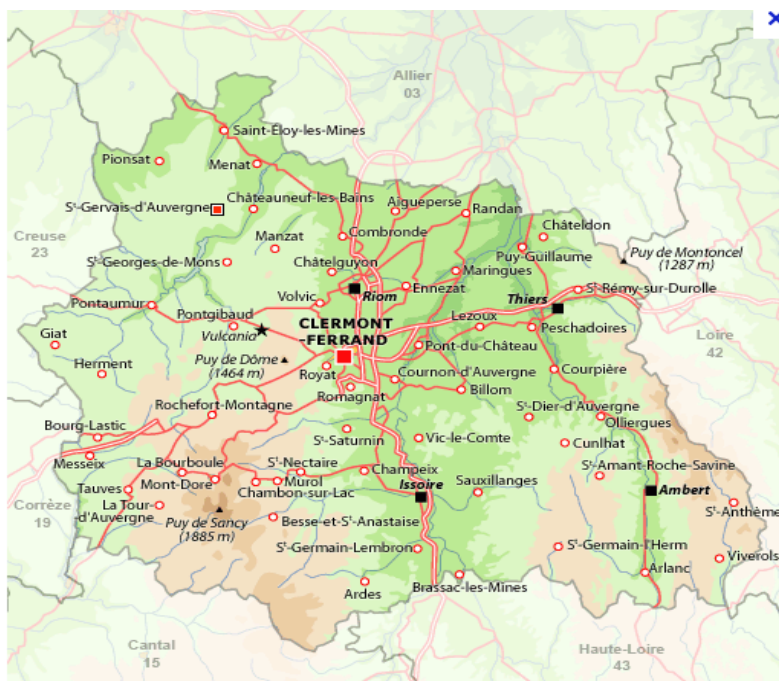 Allier
03
Saint-Eloy-les-Mines
Pionsat
Menat
St-Gervais-d'Auvergne
Châteauneuf-les Bains
Aigueperse
Randan
Creuse
23
Combronde
Châteldon
Manzat
Puy-Guillaume
Puy de Montoncel
(1287 m)
St-Georges-de-Mons
Châtelguyon
Maringues
Ennezat
St-Rémy-sur-Durolle
Pontaumur
Volvic
Riom
Thiers
Pontgibaud
CLERMONT
-FERRAND
Lezoux
Peschadoires
Vulcania
Giat
Loire
42
Pont-du-Château
Puy de Dôme
(1464 m)
Herment
Royat
Cournon-d'Auvergne
Courpière
Romagnat
Billom
Rochefort-Montagne
St-Dier-d'Auvergne
Olliergues
Bourg-Lastic
St-Saturnin
Vic-le-Comte
Cunlhat
Messeix
La Bourboule
St-Nectaire
Champeix
St-Amant-Roche-Savine
Mont-Dore
Murol
Issoire
Sauxillanges
Ambert
Tauves
Chambon-sur-Lac
Corrèze
19
La Tour-
d'Auvergne
Puy de Sancy
(1885 m)
Besse-et-St-Anastaise
St-Anthème
St-Germain-Lembron
St-Germain-l'Herm
Viverols
Arlanc
Ardes
Brassac-les-Mines
Cantal
15
Haute-Loire
43